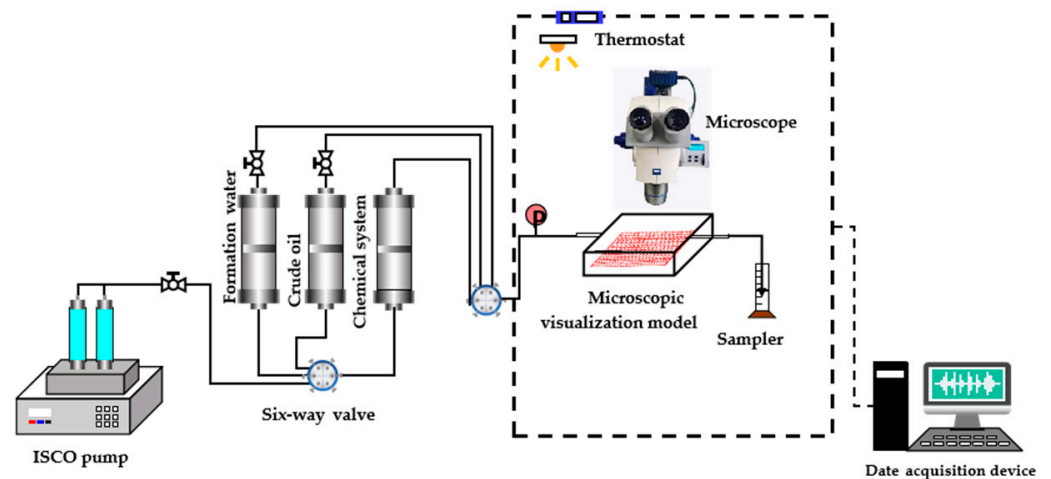 Thermostat
Microscope
Formation water
Crude oil
Chemical system
P
Microscopic
visualization model
Sampler
Six-way valve
ISCO pump
Date acquisition device